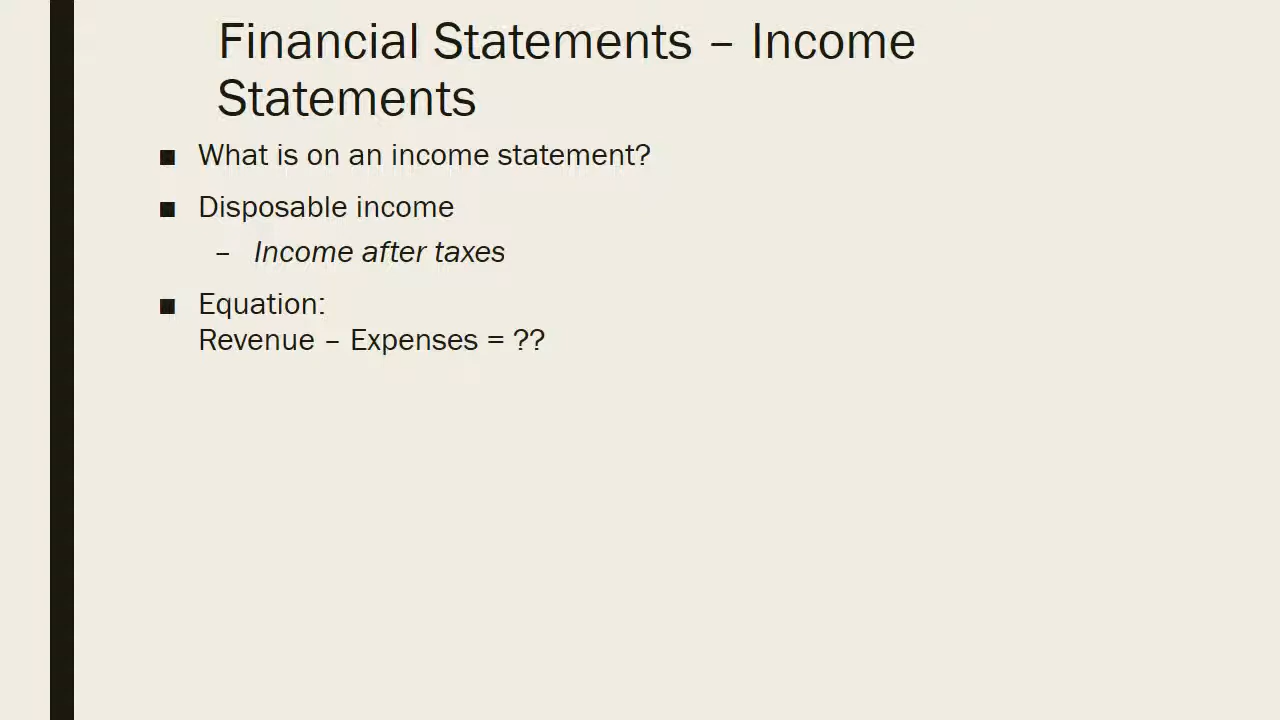 Financial Statements – Income
Statements
■ What is on an income statement?
■ Disposable income
– Income after taxes
■ Equation:
Revenue – Expenses = ??